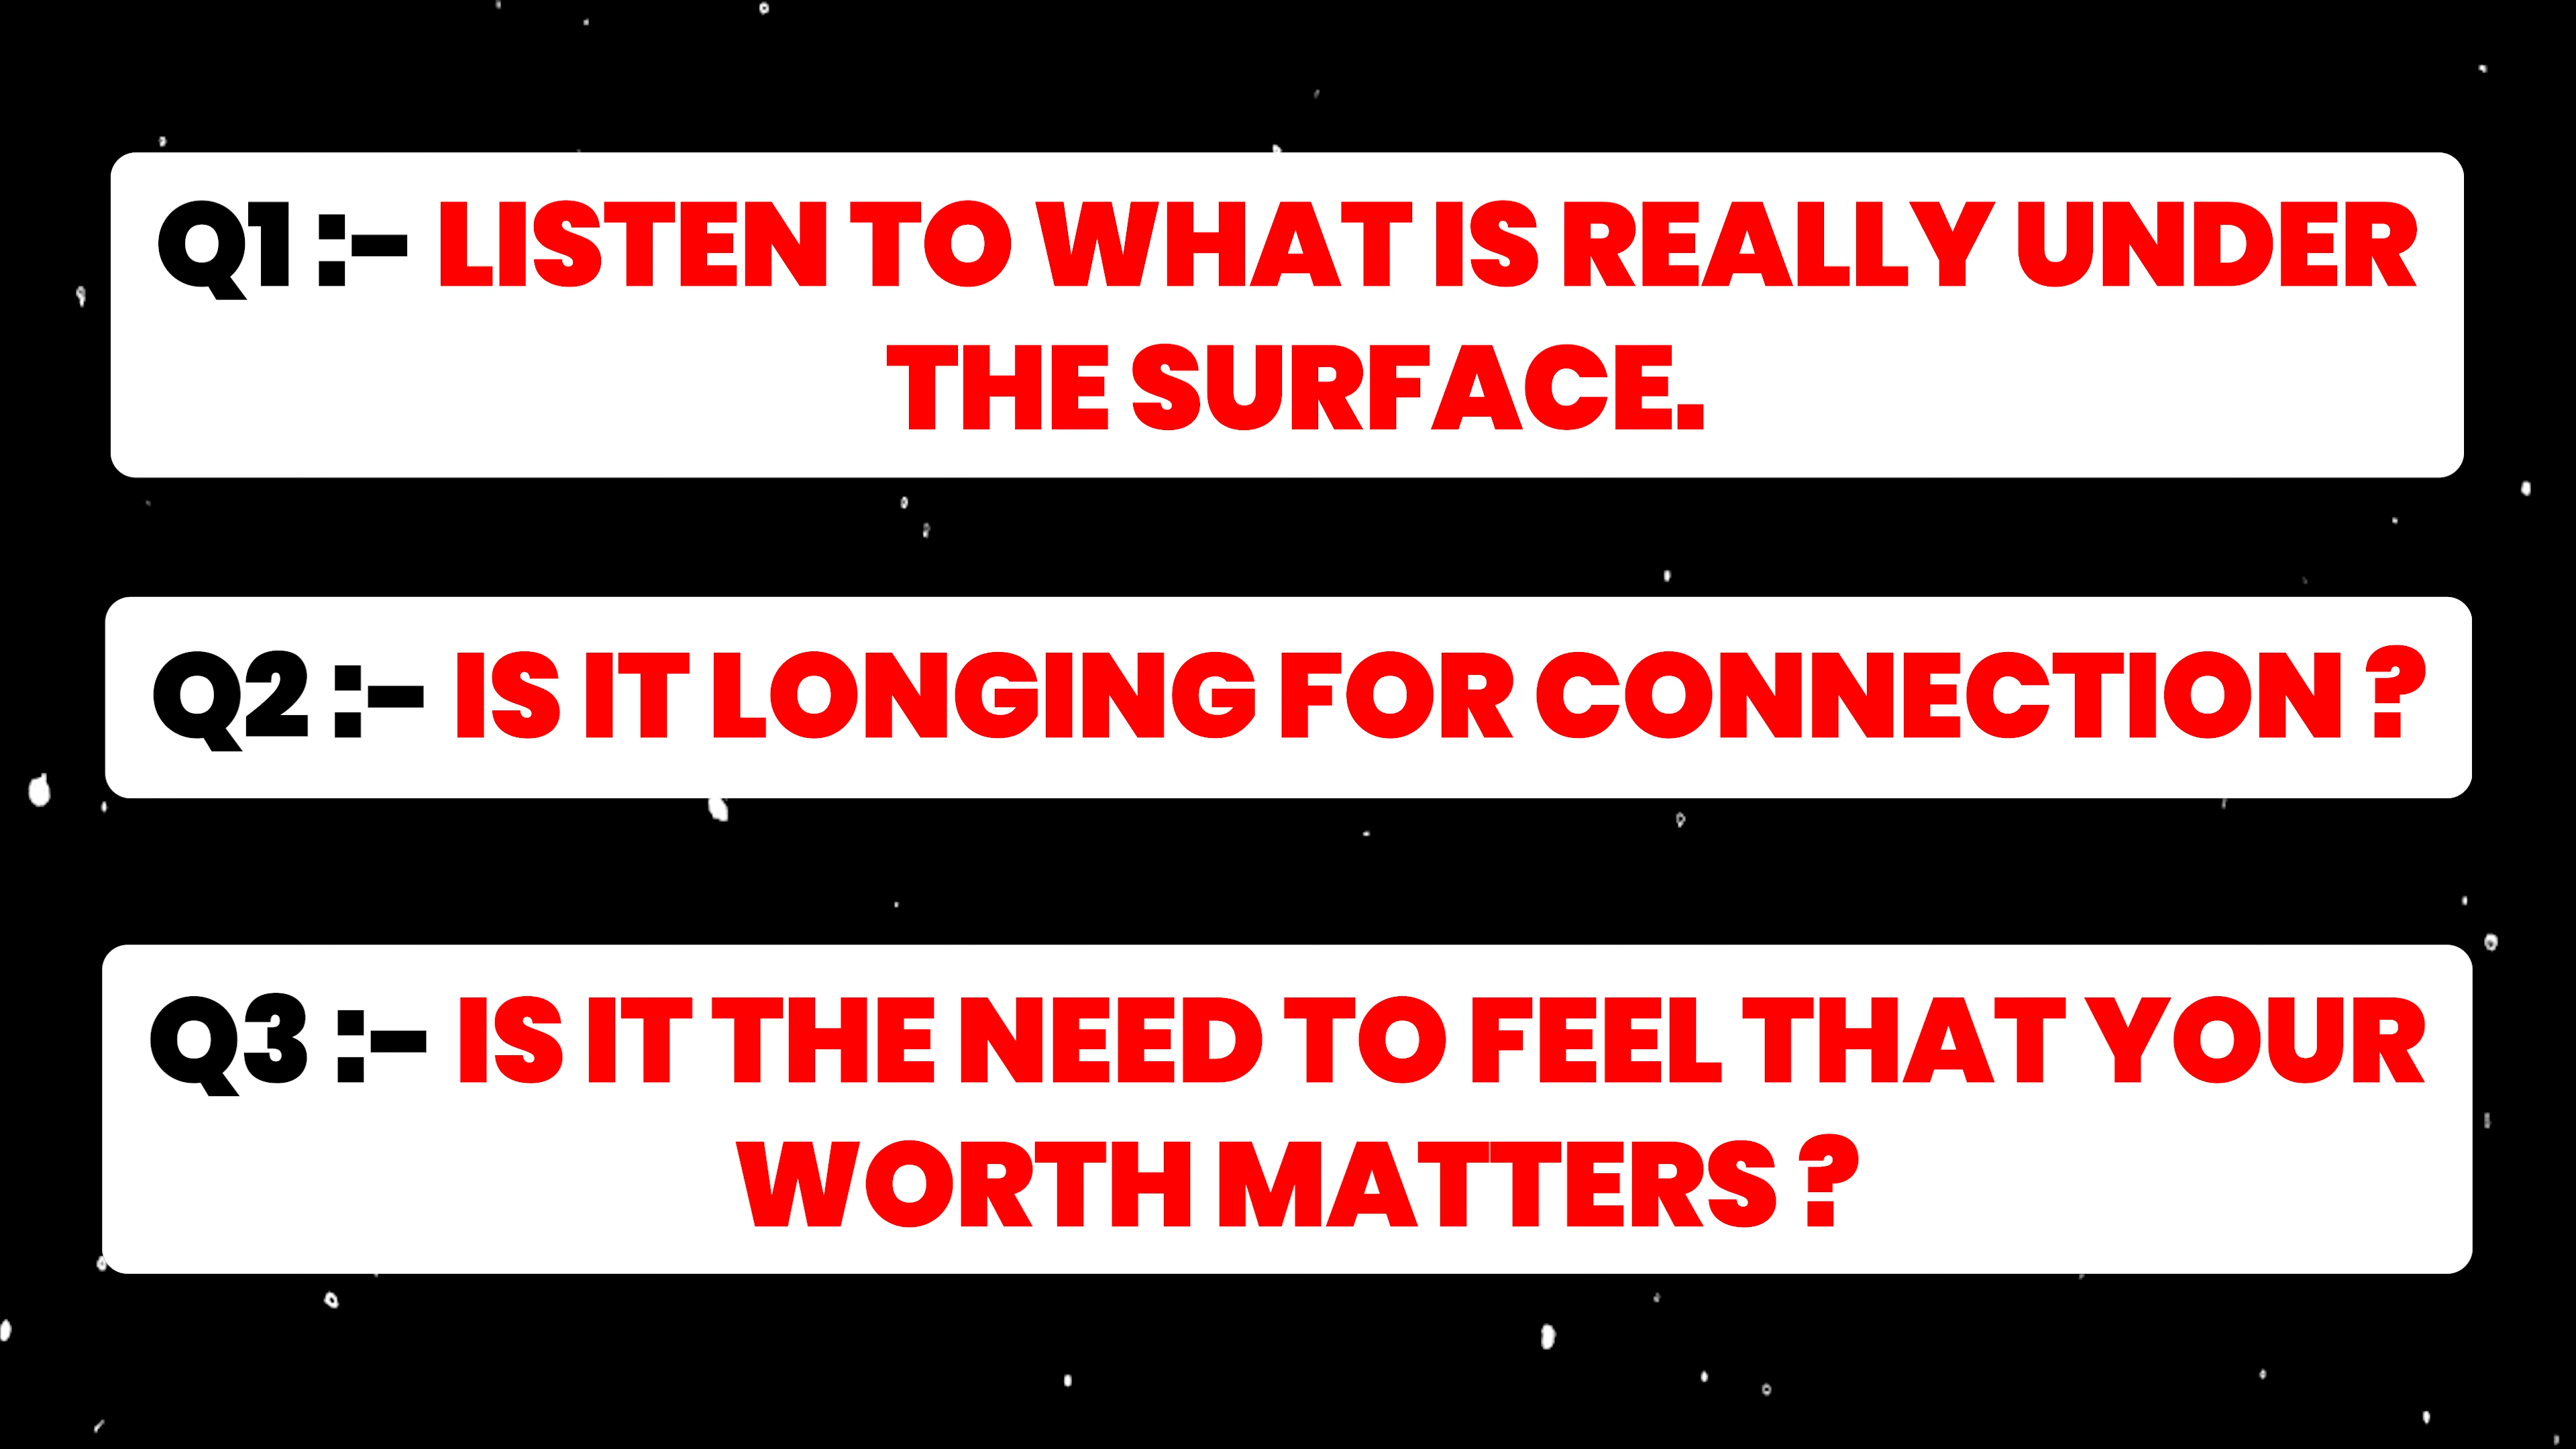 Q1 :- LISTEN TO WHAT IS REALLY UNDER
THE SURFACE.
Q2 :- IS IT LONGING FOR CONNECTION ?
Q3 :- IS IT THE NEED TO FEEL THAT YOUR
WORTH MATTERS ?